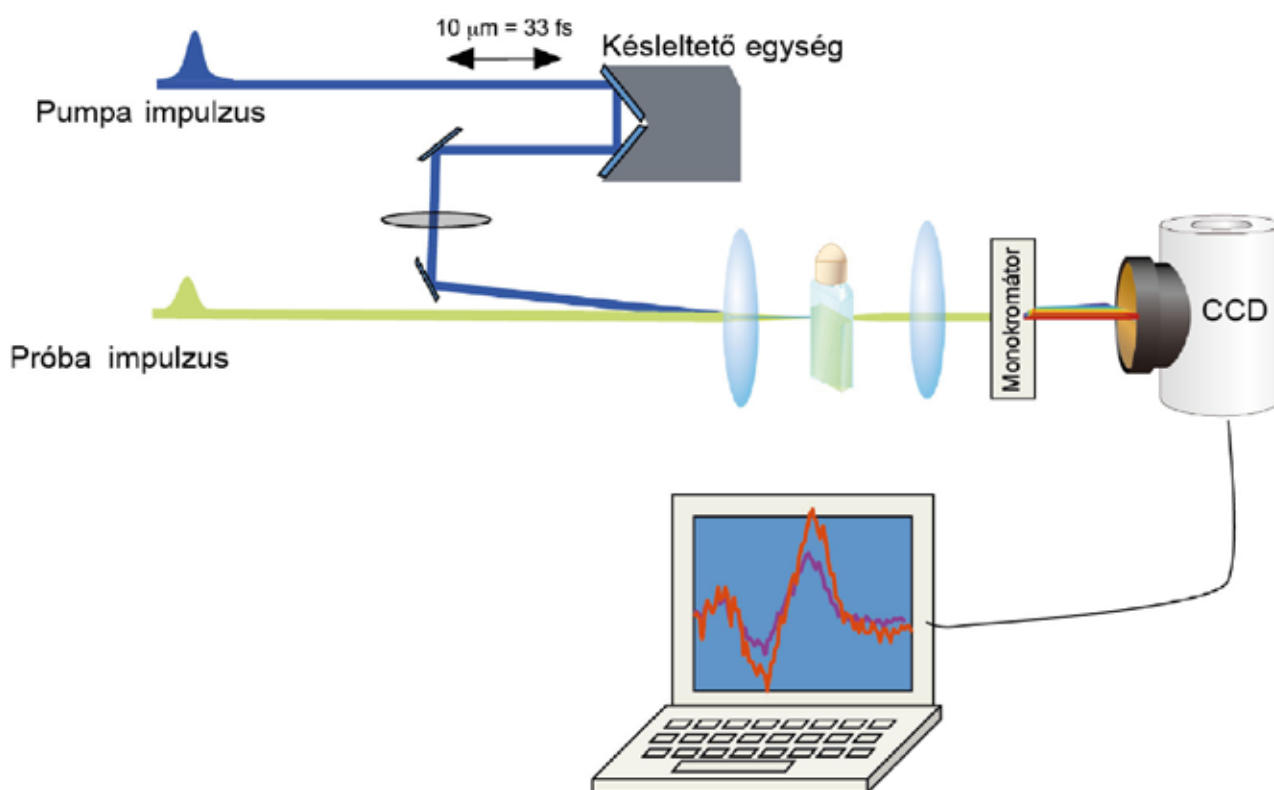 10 μm = 33 fs
Késleltető egység
Pumpa impulzus
Próba impulzus
Monokromátor
CCD